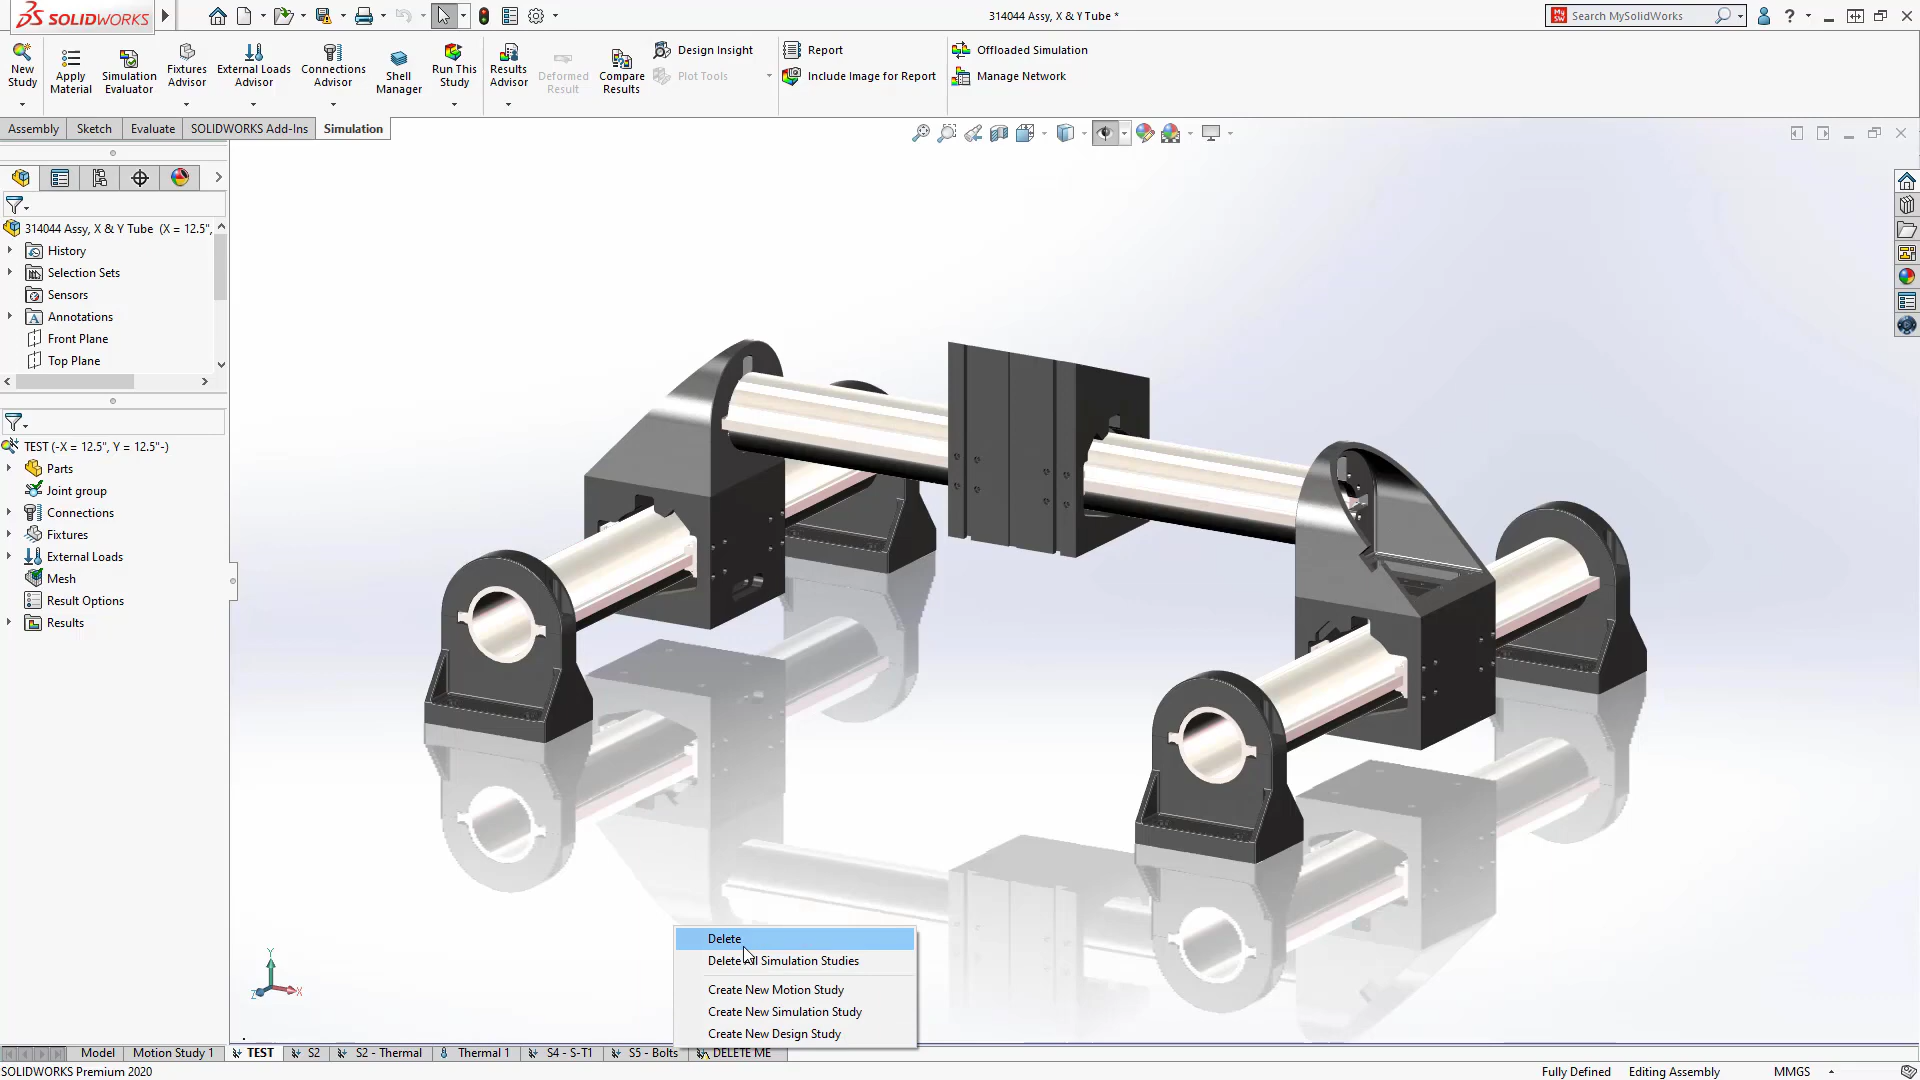 SOLIDWORKS
314044 Assy, X & Y Tube *
Search MySolidWorks
New Study
Apply Material
Simulation Evaluator
Fixtures Advisor
External Loads Advisor
Connections Advisor
Shell Manager
Run This Study
Results Advisor
Deformed Result
Compare Results
Design Insight
Plot Tools
Report
Include Image for Report
Offloaded Simulation
Manage Network
Assembly
Sketch
Evaluate
SOLIDWORKS Add-Ins
Simulation
314044 Assy, X & Y Tube (X = 12.5",
History
Selection Sets
Sensors
Annotations
Front Plane
Top Plane
TEST (-X = 12.5", Y = 12.5"-)
Parts
Joint group
Connections
Fixtures
External Loads
Mesh
Result Options
Results
Y
Z
X
Delete
Delete All Simulation Studies
Create New Motion Study
Create New Simulation Study
Create New Design Study
Model
Motion Study 1
TEST
S2
S2 - Thermal
Thermal 1
S4 - S-T1
S5 - Bolts
DELETE ME
SOLIDWORKS Premium 2020
Fully Defined
Editing Assembly
MMGS